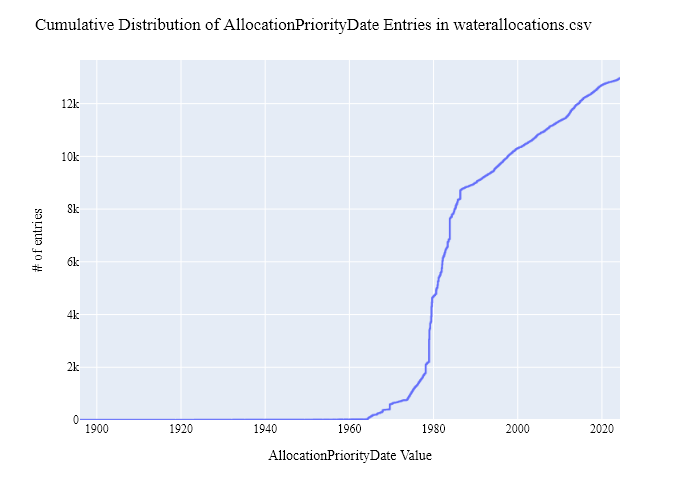 Cumulative Distribution of AllocationPriorityDate Entries in waterallocations.csv
12k
10k
8k
6k
4k
2k
0
# of entries
1900 1920 1940 1960 1980 2000 2020
AllocationPriorityDate Value